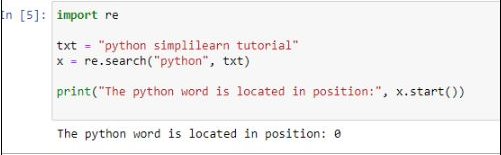 In [5]: import re
txt = "python simplilearn tutorial"
x = re.search("python", txt)
print("The python word is located in position:", x.start())
The python word is located in position: 0